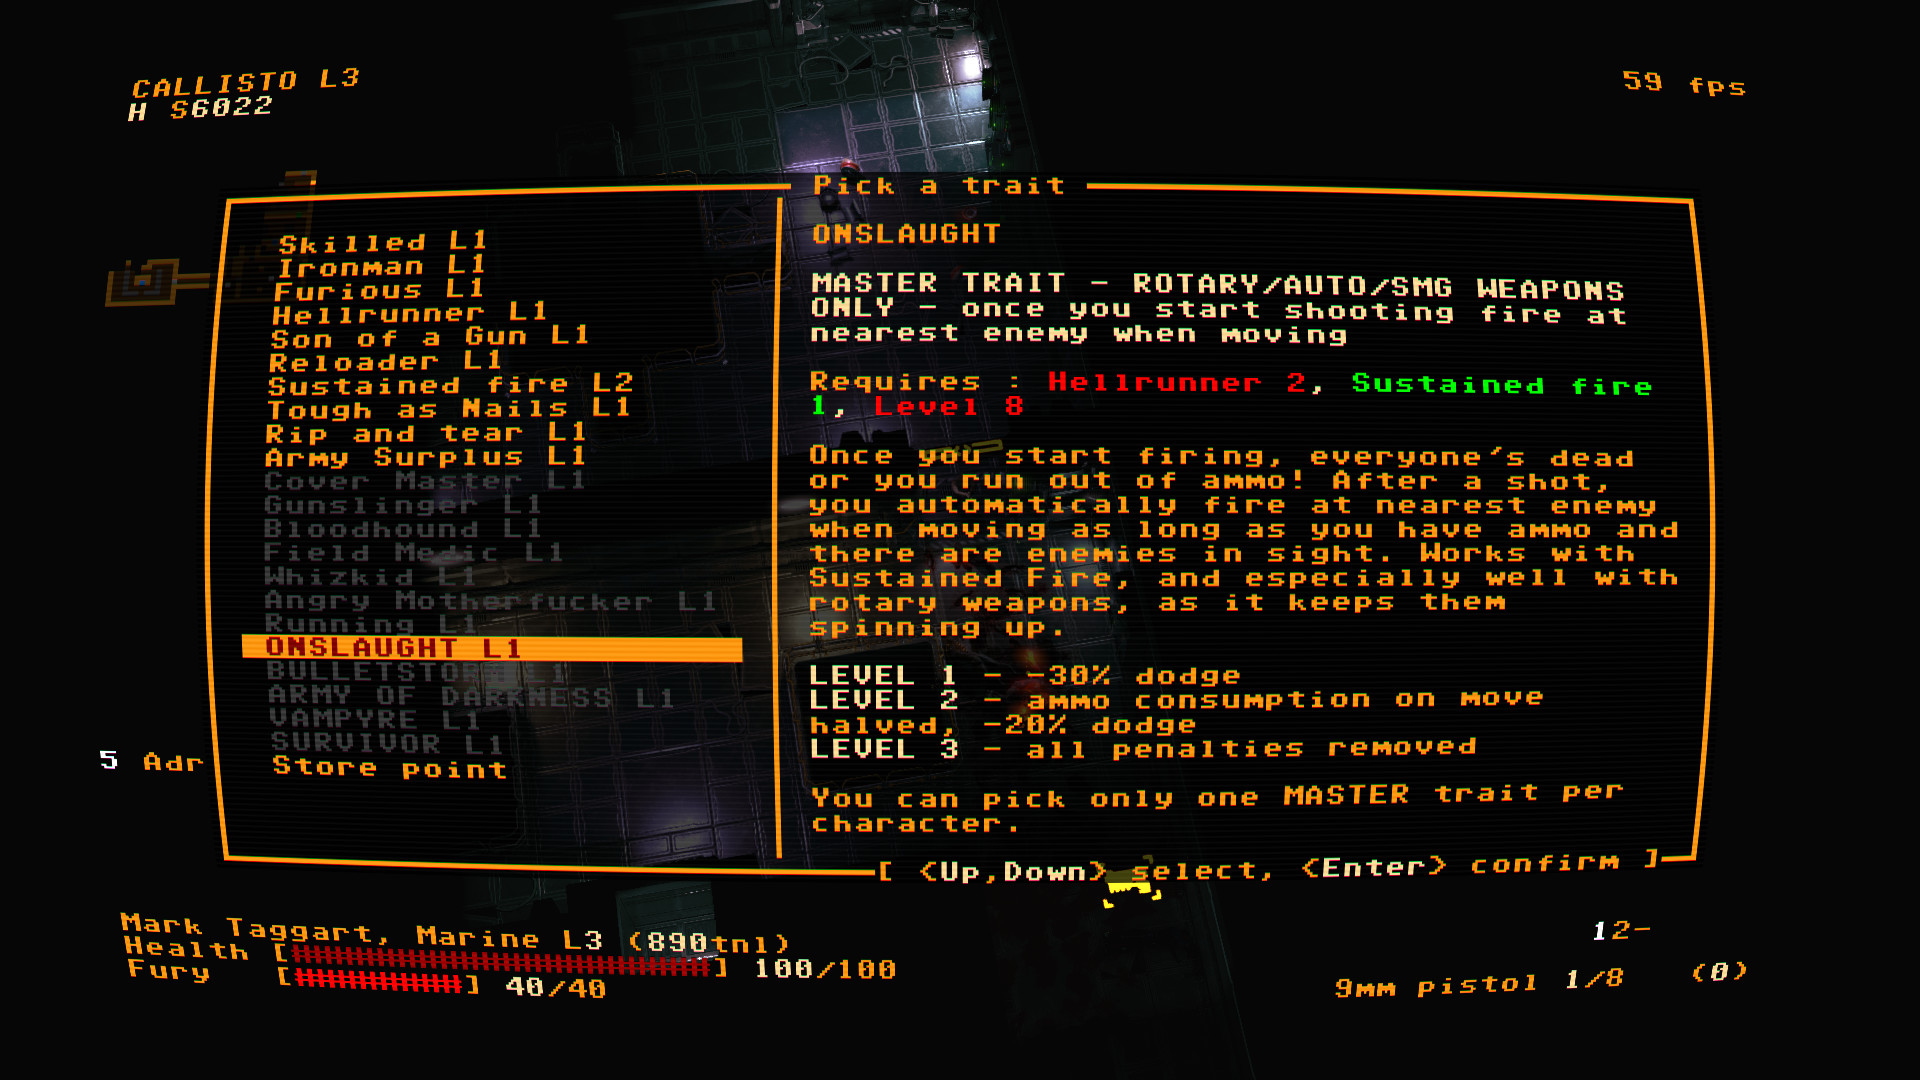 CALLISTO L3
H S6022
59 fps
Pick a trait
Skilled L1
Ironman L1
Furious L1
Hellrunner L1
Son of a Gun L1
Reloader L1
Sustained fire L2
Tough as Nails L1
Rip and tear L1
Army Surplus L1
Cover Master L1
Gunslinger L1
Bloodhound L1
Field Medic L1
Whizkid L1
Angry Motherfucker L1
Running L1
ONSLAUGHT L1
BULLETSTORM L1
ARMY OF DARKNESS L1
VAMPYRE L1
SURVIVOR L1
Store point
ONSLAUGHT
MASTER TRAIT - ROTARY/AUTO/SMG WEAPONS
ONLY - once you start shooting fire at
nearest enemy when moving
Requires : Hellrunner 2, Sustained fire
1, Level 8
Once you start firing, everyone's dead
or you run out of ammo! After a shot,
you automatically fire at nearest enemy
when moving as long as you have ammo and
there are enemies in sight. Works with
Sustained Fire, and especially well with
rotary weapons, as it keeps them
spinning up.
LEVEL 1 - -30% dodge
LEVEL 2 - ammo consumption on move
halved, -20% dodge
LEVEL 3 - all penalties removed
You can pick only one MASTER trait per
character.
[ <Up,Down> select, <Enter> confirm ]
5 Adr
Mark Taggart, Marine L3 (890tnl)
Health [################################] 100/100
Fury [#############] 40/40
12-
9mm pistol 1/8 (0)